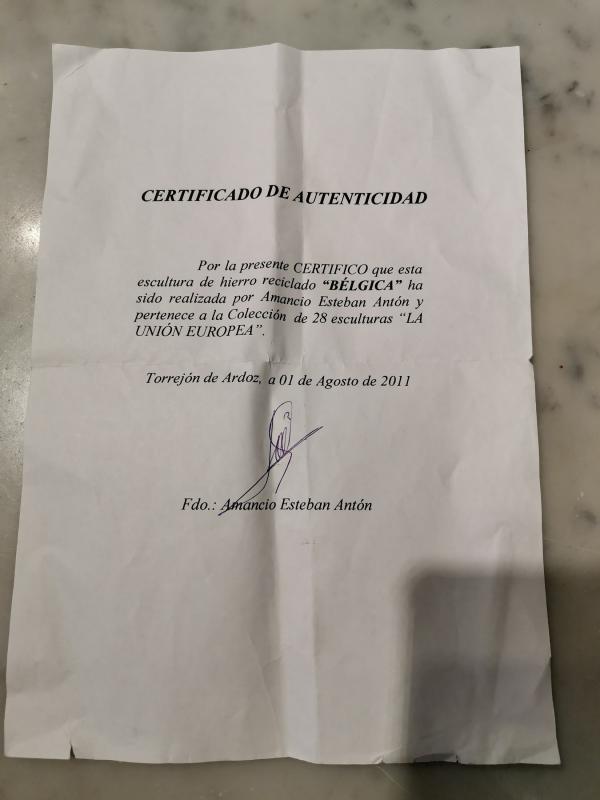 CERTIFICADO DE AUTENTICIDAD
Por la presente CERTIFICO que esta
escultura de hierro reciclado “BÉLGICA” ha
sido realizada por Amancio Esteban Antón y
pertenece a la Colección de 28 esculturas “LA
UNIÓN EUROPEA”.
Torrejón de Ardoz, a 01 de Agosto de 2011
Fdo.: Amancio Esteban Antón